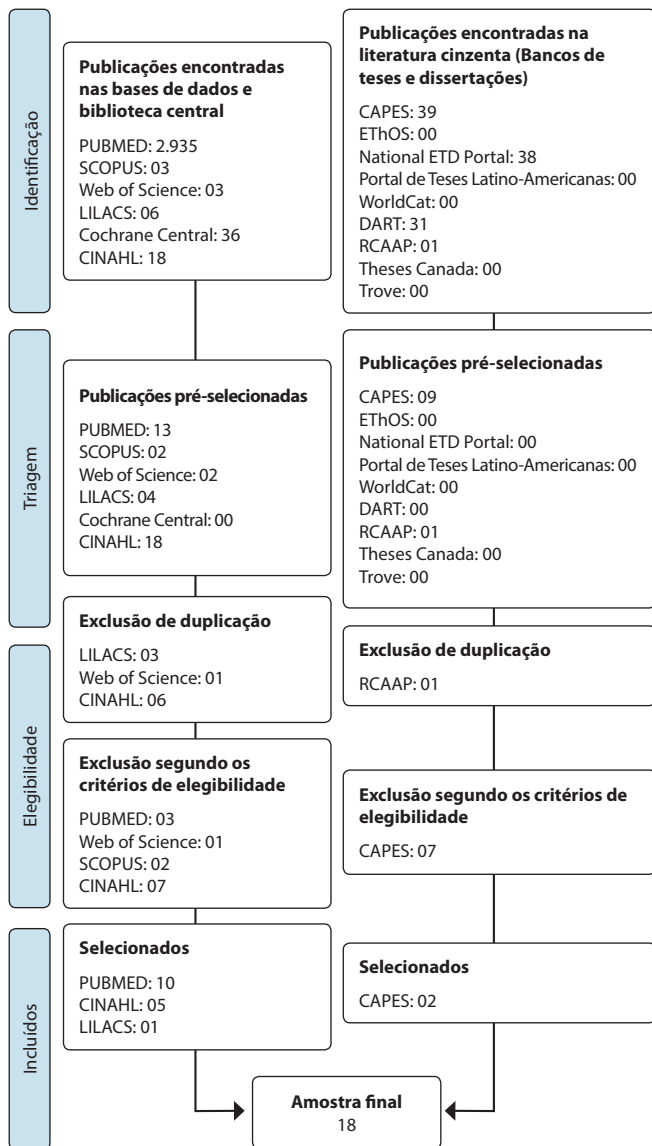 Identificação
Publicações encontradas
nas bases de dados e
biblioteca central
PUBMED: 2.935
SCOPUS: 03
Web of Science: 03
LILACS: 06
Cochrane Central: 36
CINAHL: 18
Publicações encontradas na
literatura cinzenta (Bancos de
teses e dissertações)
CAPES: 39
EThOS: 00
National ETD Portal: 38
Portal de Teses Latino-Americanas: 00
WorldCat: 00
DART: 31
RCAAP: 01
Theses Canada: 00
Trove: 00
Triagem
Publicações pré-selecionadas
PUBMED: 13
SCOPUS: 02
Web of Science: 02
LILACS: 04
Cochrane Central: 00
CINAHL: 18
Publicações pré-selecionadas
CAPES: 09
EThOS: 00
National ETD Portal: 00
Portal de Teses Latino-Americanas: 00
WorldCat: 00
DART: 00
RCAAP: 01
Theses Canada: 00
Trove: 00
Elegibilidade
Exclusão de duplicação
LILACS: 03
Web of Science: 01
CINAHL: 06
Exclusão de duplicação
RCAAP: 01
Exclusão segundo os
critérios de elegibilidade
PUBMED: 03
Web of Science: 01
SCOPUS: 02
CINAHL: 07
Exclusão segundo os critérios de
elegibilidade
CAPES: 07
Incluídos
Selecionados
PUBMED: 10
CINAHL: 05
LILACS: 01
Selecionados
CAPES: 02
Amostra final
18